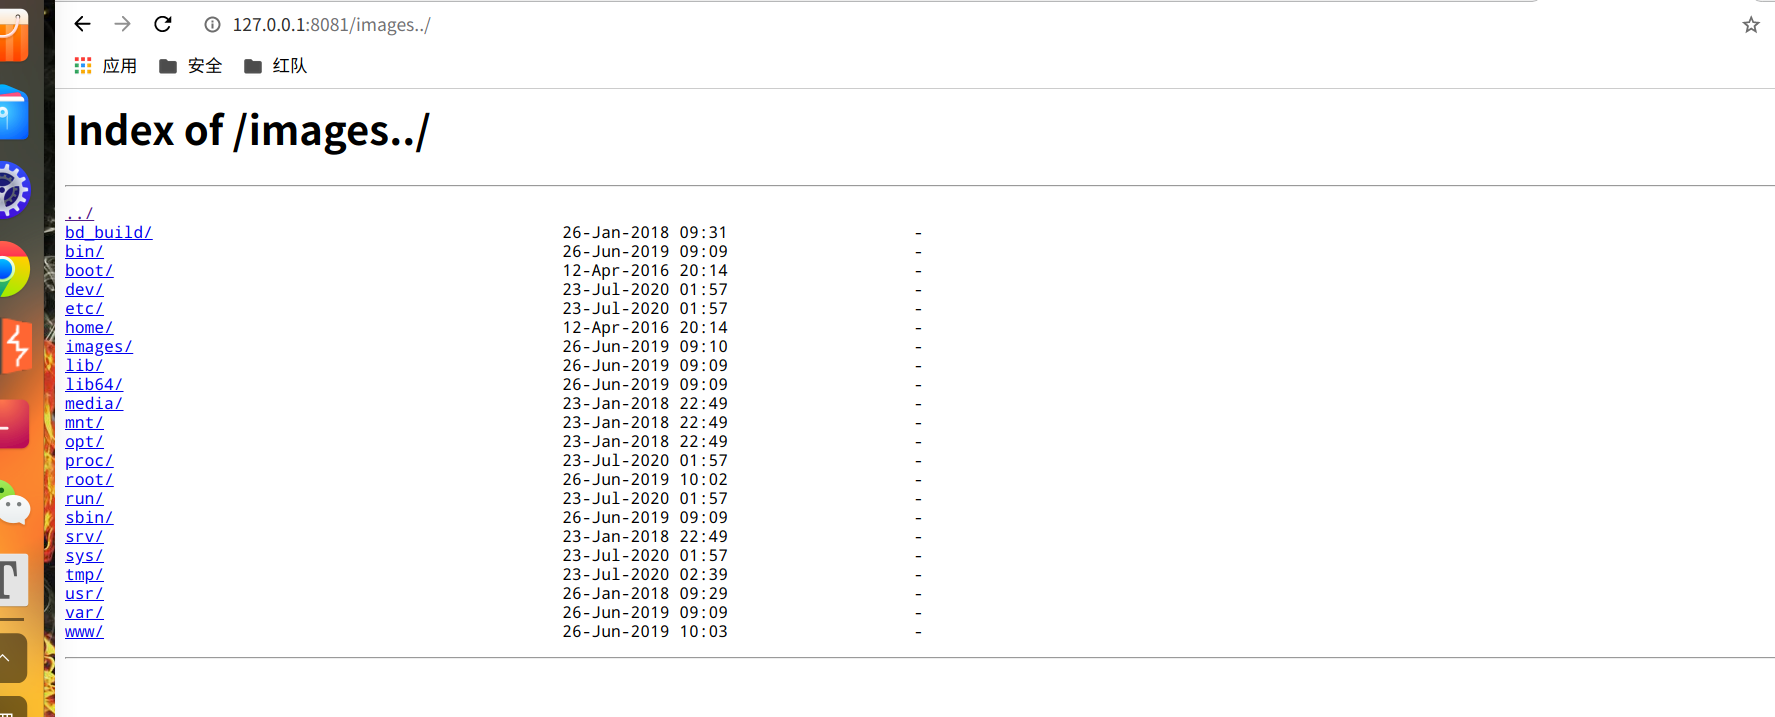 127.0.0.1:8081/images../
应用 安全 红队
Index of /images../
../
bd_build/ 26-Jan-2018 09:31 -
bin/ 26-Jun-2019 09:09 -
boot/ 12-Apr-2016 20:14 -
dev/ 23-Jul-2020 01:57 -
etc/ 23-Jul-2020 01:57 -
home/ 12-Apr-2016 20:14 -
images/ 26-Jun-2019 09:10 -
lib/ 26-Jun-2019 09:09 -
lib64/ 26-Jun-2019 09:09 -
media/ 23-Jan-2018 22:49 -
mnt/ 23-Jan-2018 22:49 -
opt/ 23-Jan-2018 22:49 -
proc/ 23-Jul-2020 01:57 -
root/ 26-Jun-2019 10:02 -
run/ 23-Jul-2020 01:57 -
sbin/ 26-Jun-2019 09:09 -
srv/ 23-Jan-2018 22:49 -
sys/ 23-Jul-2020 01:57 -
tmp/ 23-Jul-2020 02:39 -
usr/ 26-Jan-2018 09:29 -
var/ 26-Jun-2019 09:09 -
www/ 26-Jun-2019 10:03 -